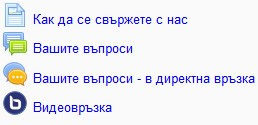 Как да се свържете с нас
Вашите въпроси
Вашите въпроси - в директна връзка
Видеовръзка